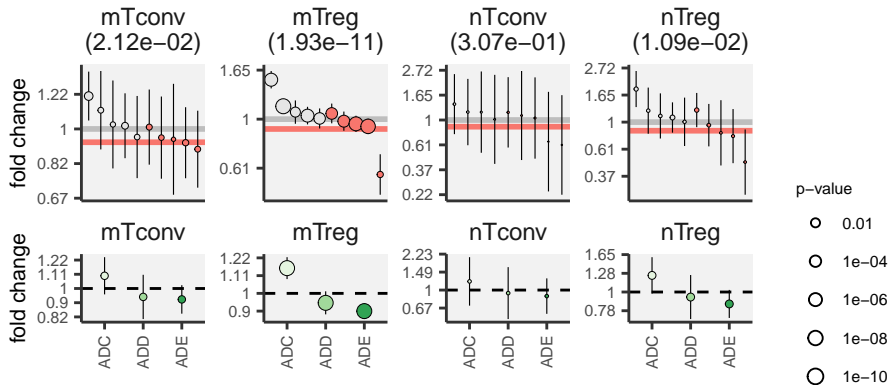 mTconv
(2.12e−02)
mTreg
(1.93e−11)
nTconv
(3.07e−01)
nTreg
(1.09e−02)
fold change
1.22
1
0.82
0.67
1.65
1
0.61
2.72
1.65
1
0.61
0.37
0.22
2.72
1.65
1
0.61
0.37
mTconv
mTreg
nTconv
nTreg
fold change
1.22
1.11
1
0.9
0.82
1.22
1.11
1
0.9
2.23
1.49
1
0.67
1.65
1.28
1
0.78
ADC
ADD
ADE
ADC
ADD
ADE
ADC
ADD
ADE
ADC
ADD
ADE
p−value
0.01
1e−04
1e−06
1e−08
1e−10